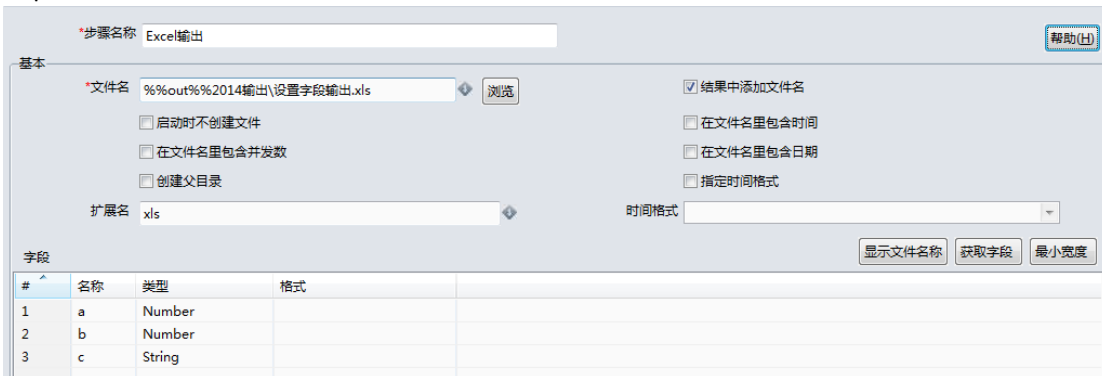 *步骤名称 Excel输出 帮助(H)
基本
*文件名 %%out%%2014输出\设置字段输出.xls 浏览 结果中添加文件名
启动时不创建文件 在文件名里包含时间
在文件名里包含并发数 在文件名里包含日期
创建父目录 指定时间格式
扩展名 xls 时间格式
字段 显示文件名称 获取字段 最小宽度
# 名称 类型 格式
1 a Number
2 b Number
3 c String